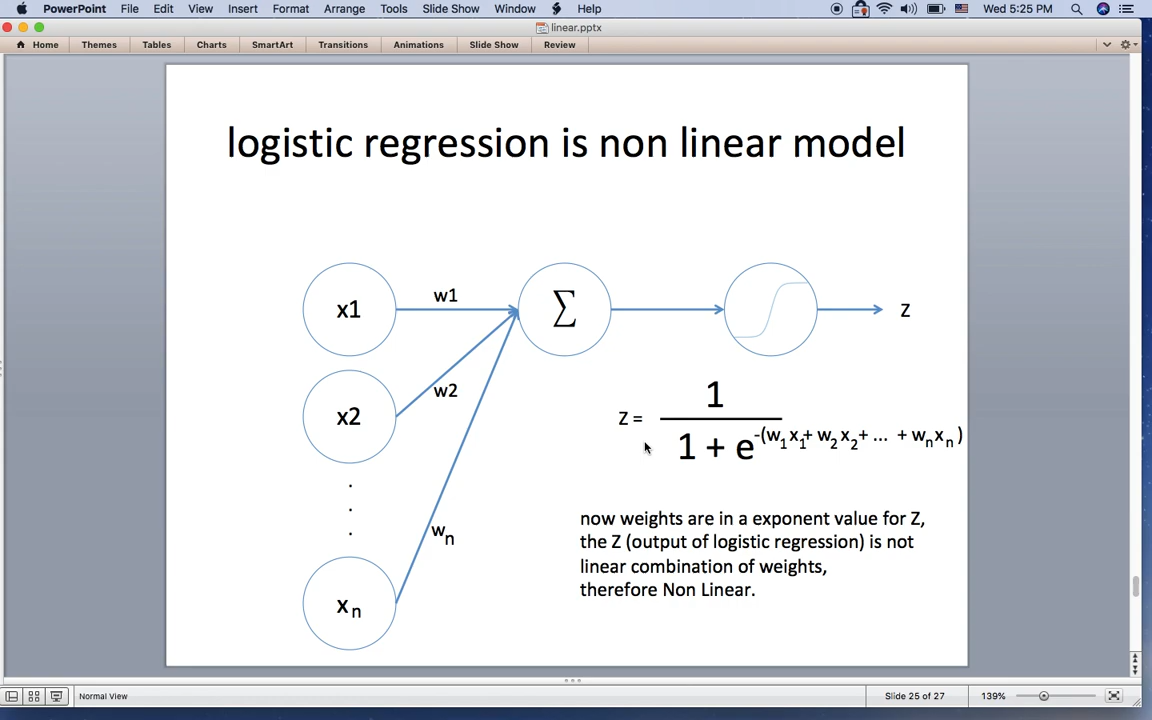 PowerPoint File Edit View Insert Format Arrange Tools Slide Show Window Help Wed 5:25 PM
linear.pptx
Home Themes Tables Charts SmartArt Transitions Animations Slide Show Review
logistic regression is non linear model
x1 w1 ∑ z
x2 w2
.
.
.
wn
xn
z = 1
1 + e -(w1x1+ w2x2+ ... + wnxn)
now weights are in a exponent value for Z,
the Z (output of logistic regression) is not
linear combination of weights,
therefore Non Linear.
Normal View Slide 25 of 27 139%